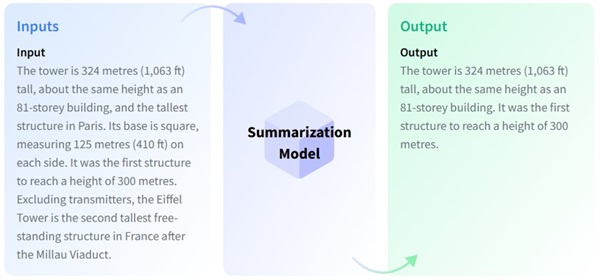 Inputs
Input
The tower is 324 metres (1,063 ft)
tall, about the same height as an
81-storey building, and the tallest
structure in Paris. Its base is square,
measuring 125 metres (410 ft) on
each side. It was the first structure
to reach a height of 300 metres.
Excluding transmitters, the Eiffel
Tower is the second tallest free-
standing structure in France after
the Millau Viaduct.
Summarization
Model
Output
Output
The tower is 324 metres (1,063 ft)
tall, about the same height as an
81-storey building. It was the first
structure to reach a height of 300
metres.